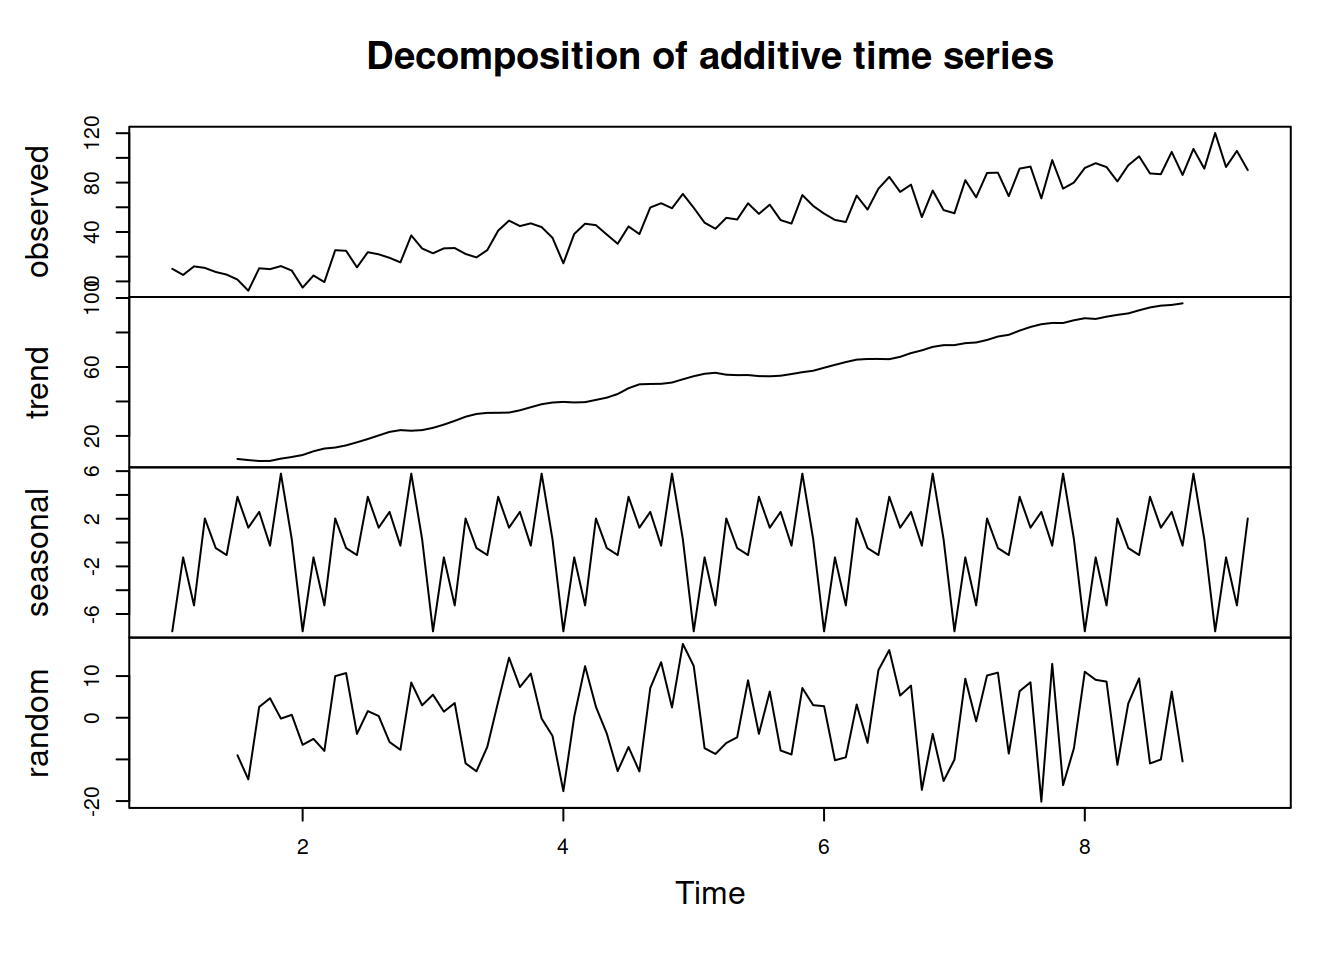 Decomposition of additive time series
observed
0 40 80 120
trend
20 60 100
seasonal
-6 -2 2 6
random
-20 0 10
2 4 6 8
Time